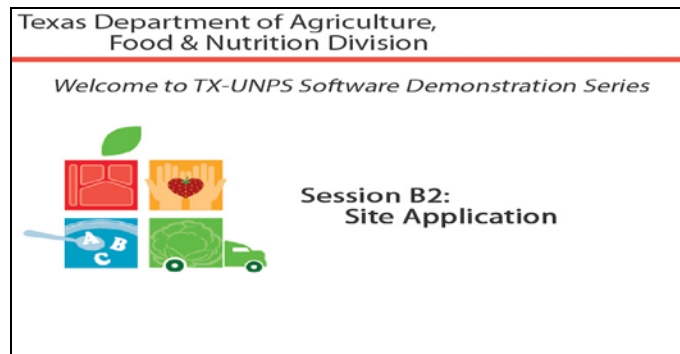 Texas Department of Agriculture,
Food & Nutrition Division
Welcome to TX-UNPS Software Demonstration Series
Session B2:
Site Application
A B
C